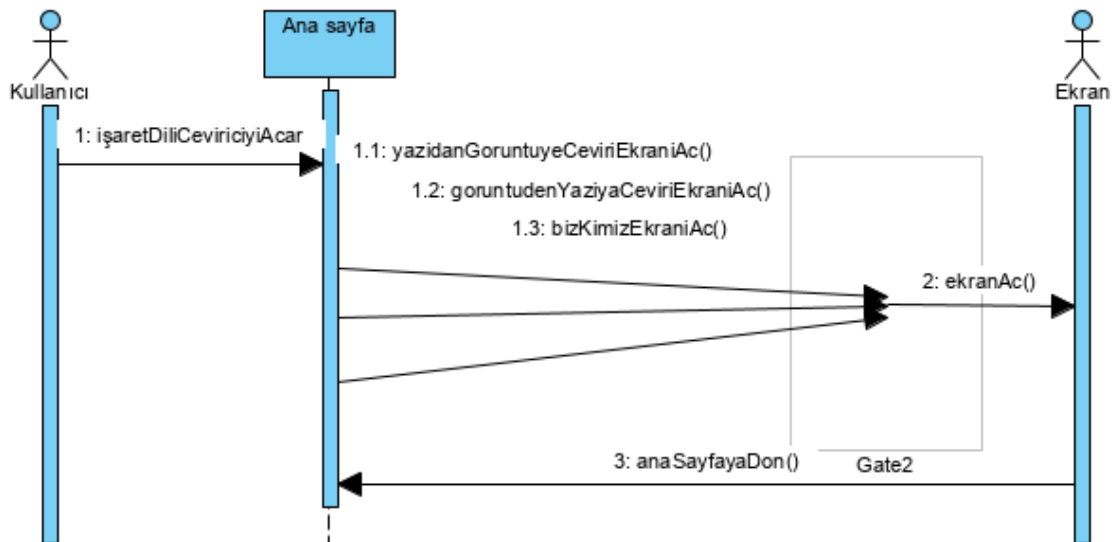 Ana sayfa
Kullanıcı
Ekran
1: işaretDiliCeviriciyiAcar
1.1: yazidanGoruntuyeCeviriEkraniAc()
1.2: goruntudenYaziyaCeviriEkraniAc()
1.3: bizKimizEkraniAc()
2: ekranAc()
3: anaSayfayaDon()
Gate2